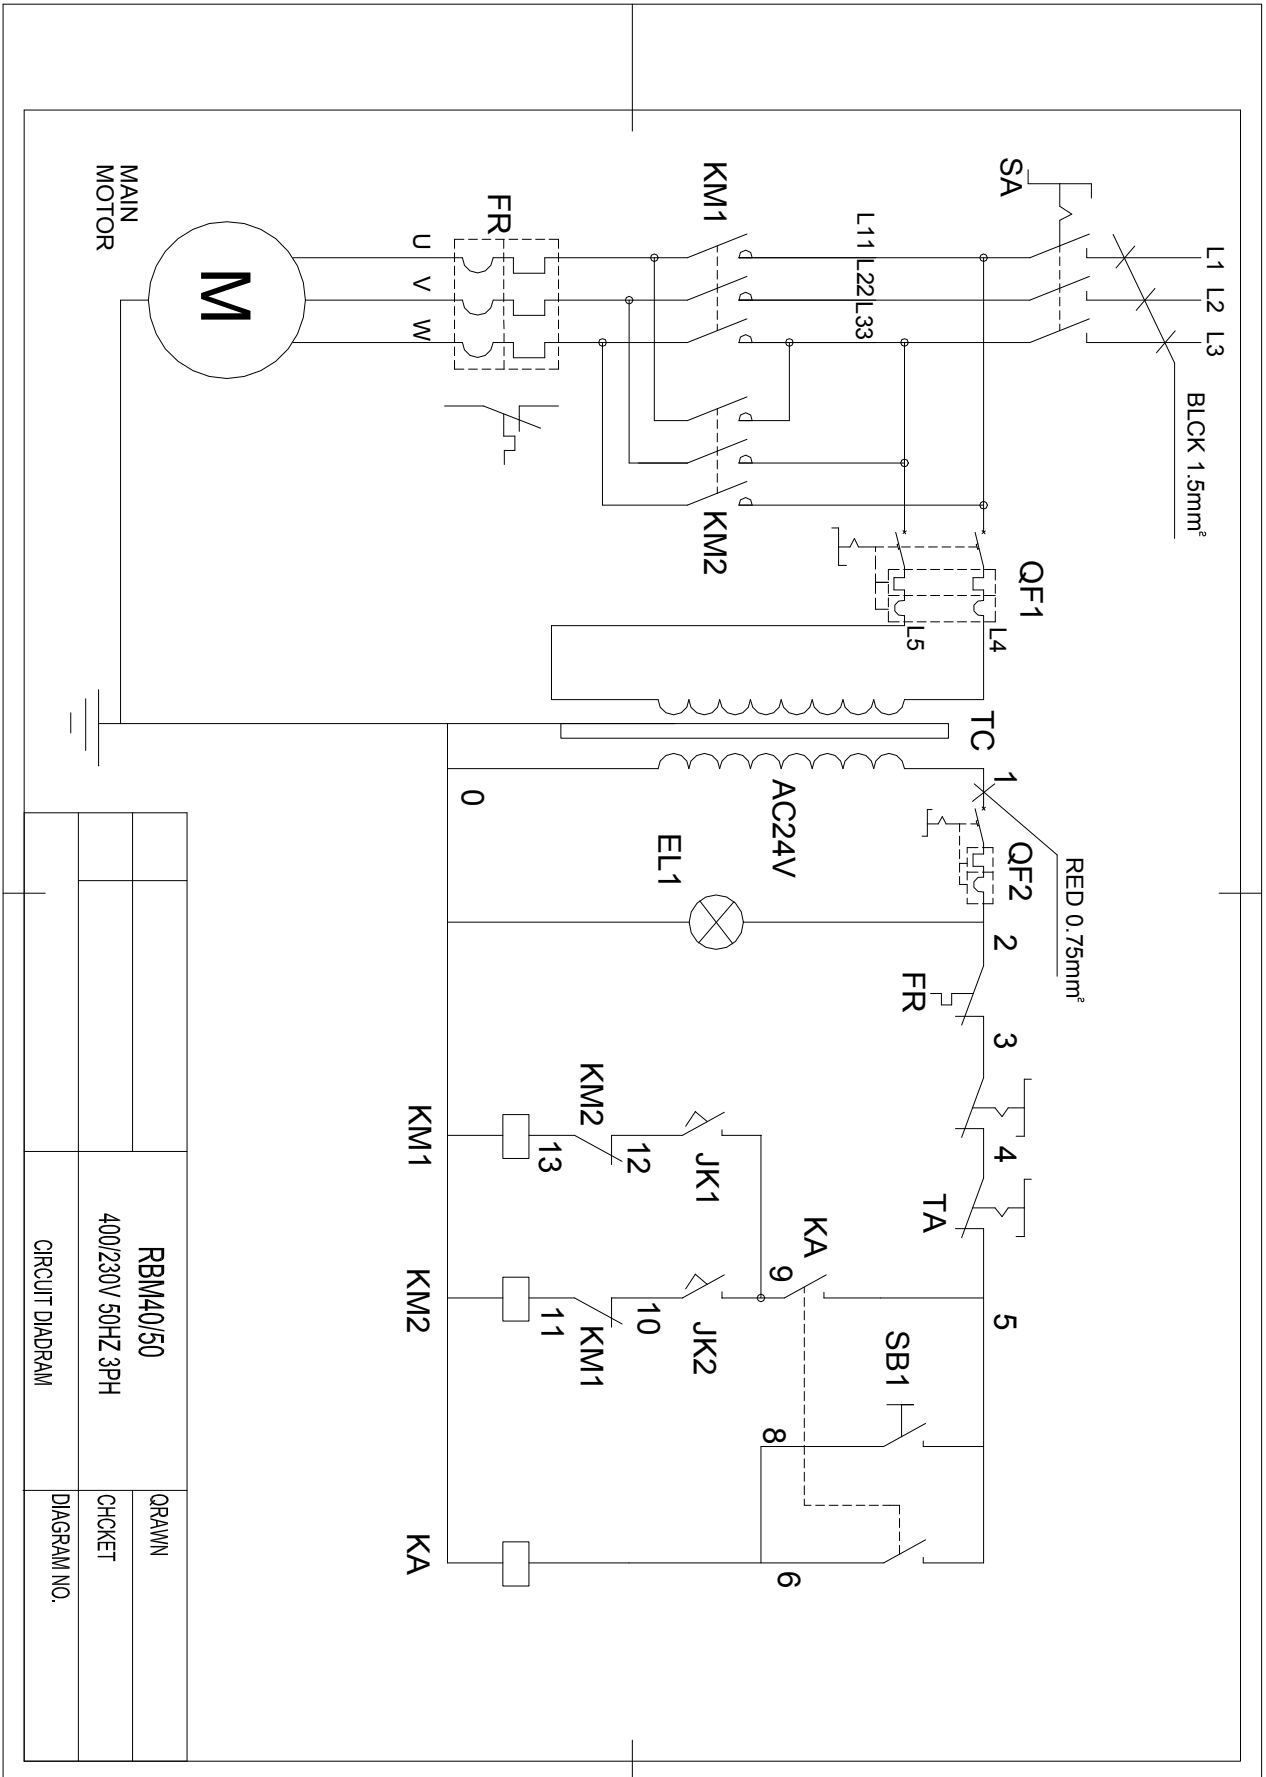 L1 L2 L3
BLCK 1.5mm²
SA
L11 L22 L33
KM1
KM2
FR
U V W
MAIN
MOTOR
M
QF1
L4
L5
TC
1
AC24V
0
RED 0.75mm²
QF2
2
EL1
FR
3
4
TA
5
KA
9
SB1
8
6
JK1
12
KM2
13
KM1
JK2
10
KM1
11
KM2
KA
RBM40/50
400/230V 50HZ 3PH
CIRCUIT DIADRAM
QRAWN
CHCKET
DIAGRAM NO.